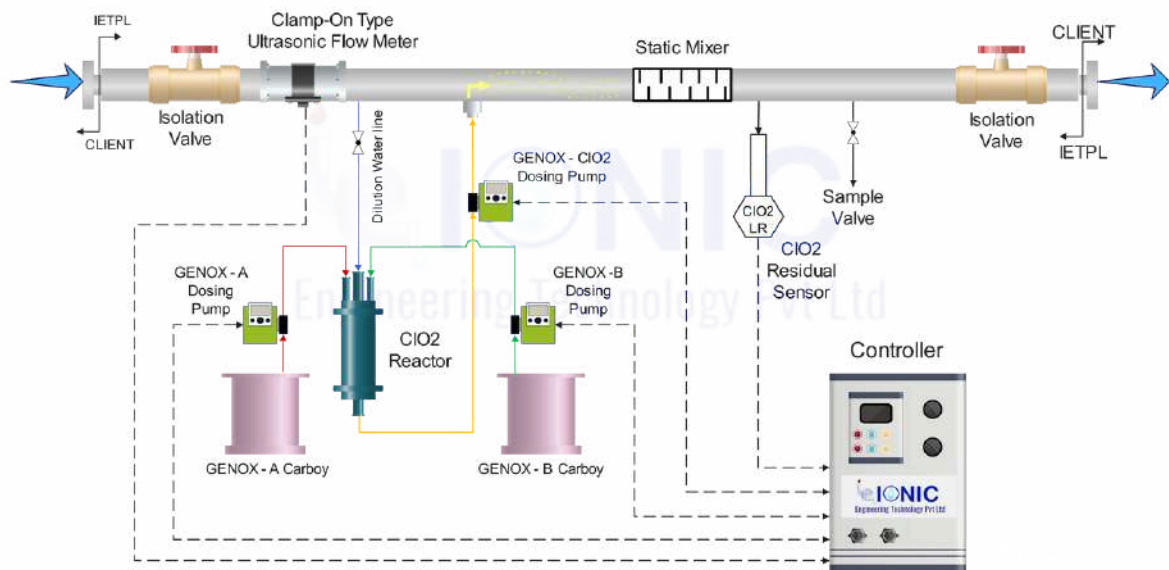 IETPL
CLIENT
Clamp-On Type
Ultrasonic Flow Meter
Isolation
Valve
Static Mixer
CLIENT
IETPL
Isolation
Valve
Dilution Water line
GENOX - ClO2
Dosing Pump
ClO2
LR
Sample
Valve
ClO2
Residual
Sensor
GENOX - A
Dosing
Pump
GENOX -B
Dosing
Pump
ClO2
Reactor
IONIC
Engineering Technology Pvt Ltd
GENOX - A Carboy
GENOX - B Carboy
Controller
IONIC
Engineering Technology Pvt Ltd